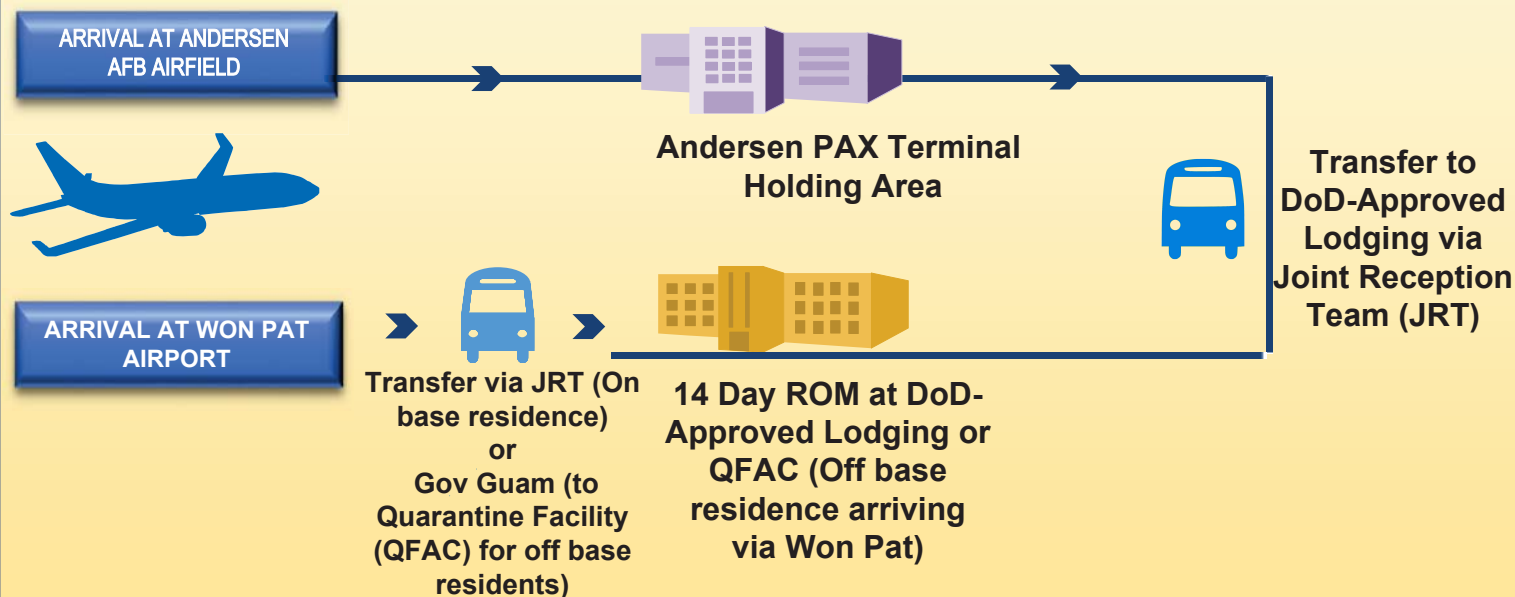 ARRIVAL AT ANDERSEN
AFB AIRFIELD
Andersen PAX Terminal
Holding Area
Transfer to
DoD-Approved
Lodging via
Joint Reception
Team (JRT)
ARRIVAL AT WON PAT
AIRPORT
Transfer via JRT (On
base residence)
or
Gov Guam (to
Quarantine Facility
(QFAC) for off base
residents)
14 Day ROM at DoD-
Approved Lodging or
QFAC (Off base
residence arriving
via Won Pat)